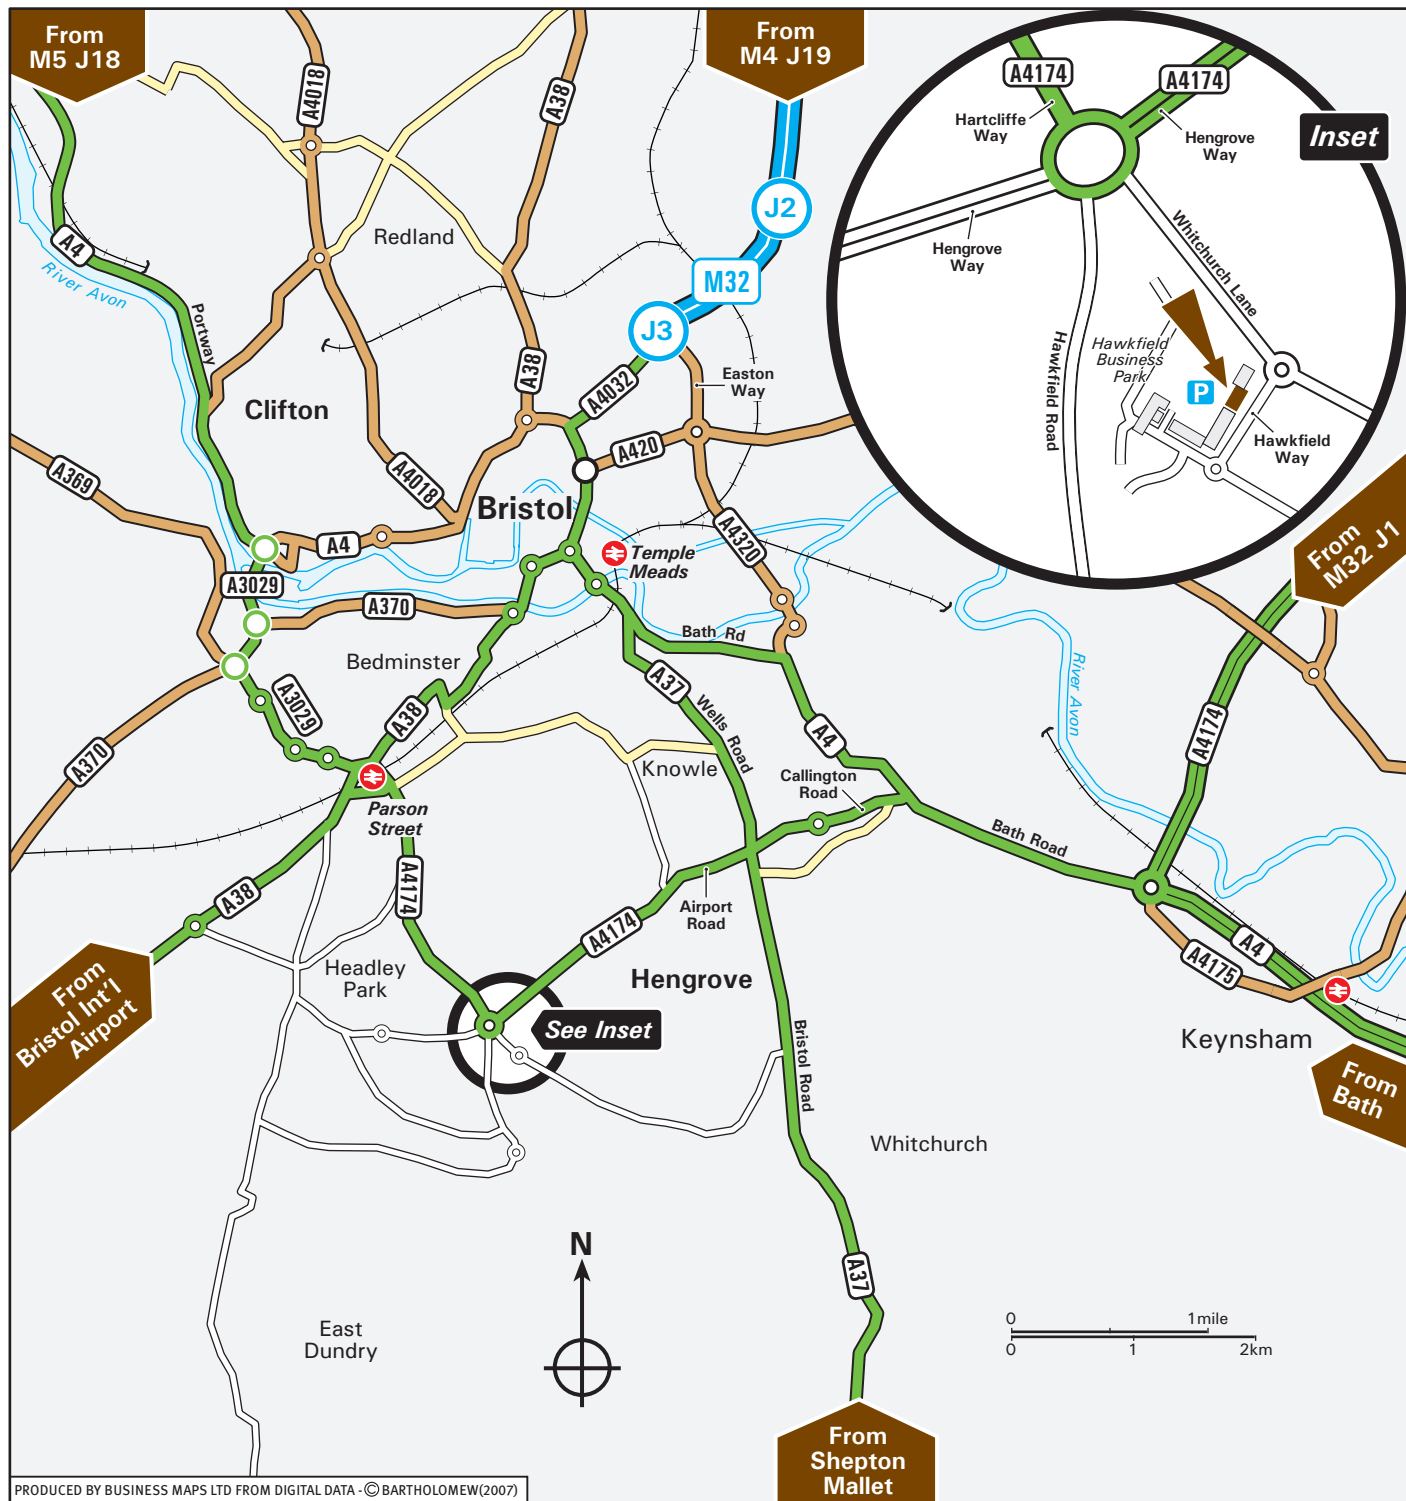 From
M5 J18
From
M4 J19
A4018
A38
A4174
A4174
Hartcliffe
Way
Hengrove
Way
Inset
J2
A4
Redland
River Avon
Hengrove
Way
Whitchurch Lane
M32
Portway
J3
Hawkfield Road
Hawkfield
Business
Park
A38
Easton
Way
A4032
P
Clifton
Hawkfield
Way
A420
A369
A4018
Bristol
A4320
A4
Temple
Meads
From
M32 J1
A3029
A370
Bath Rd
Bedminster
River Avon
A37
A3029
A38
Wells Road
A4
A4174
A370
Knowle
Callington
Road
Parson
Street
Bath Road
A4174
A38
Airport
Road
A4174
A4
A4175
From
Bristol Int'l
Airport
Headley
Park
Hengrove
See Inset
Bristol Road
Keynsham
From
Bath
Whitchurch
N
A37
East
Dundry
0
1mile
0
1
2km
From
Shepton
Mallet
PRODUCED BY BUSINESS MAPS LTD FROM DIGITAL DATA - © BARTHOLOMEW(2007)